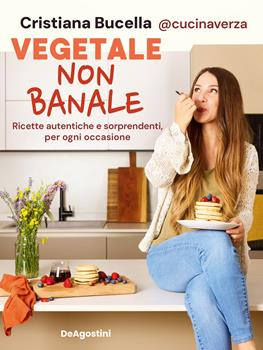 Cristiana Bucella @cucinaverza
VEGETALE
NON
BANALE
Ricette autentiche e sorprendenti,
per ogni occasione
DeAgostini